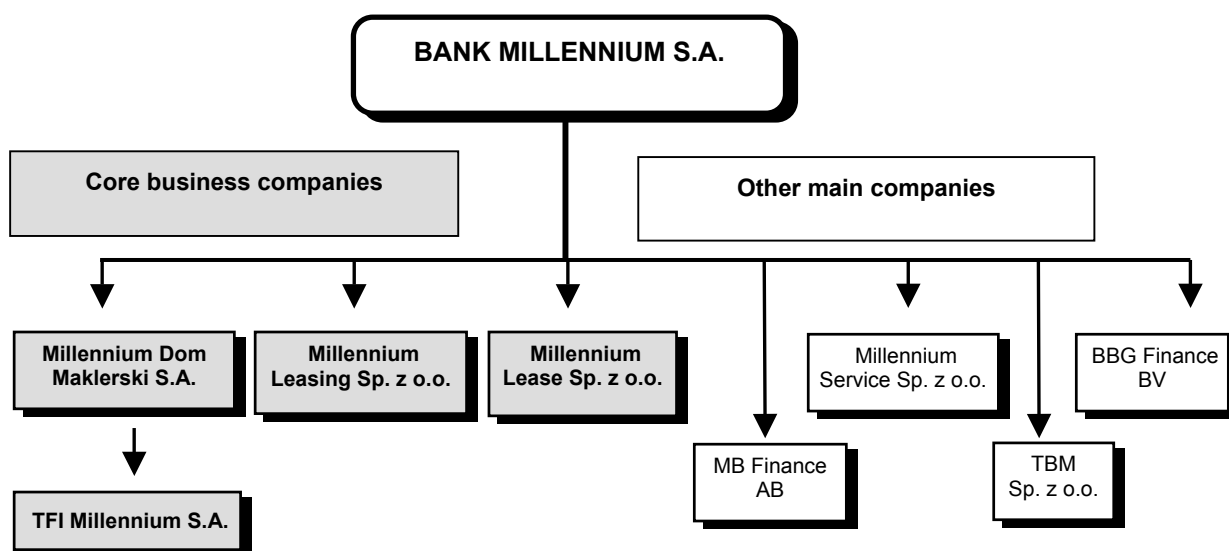 BANK MILLENNIUM S.A.
Core business companies
Other main companies
Millennium Dom
Maklerski S.A.
Millennium
Leasing Sp. z o.o.
Millennium
Lease Sp. z o.o.
Millennium
Service Sp. z o.o.
BBG Finance
BV
MB Finance
AB
TBM
Sp. z o.o.
TFI Millennium S.A.